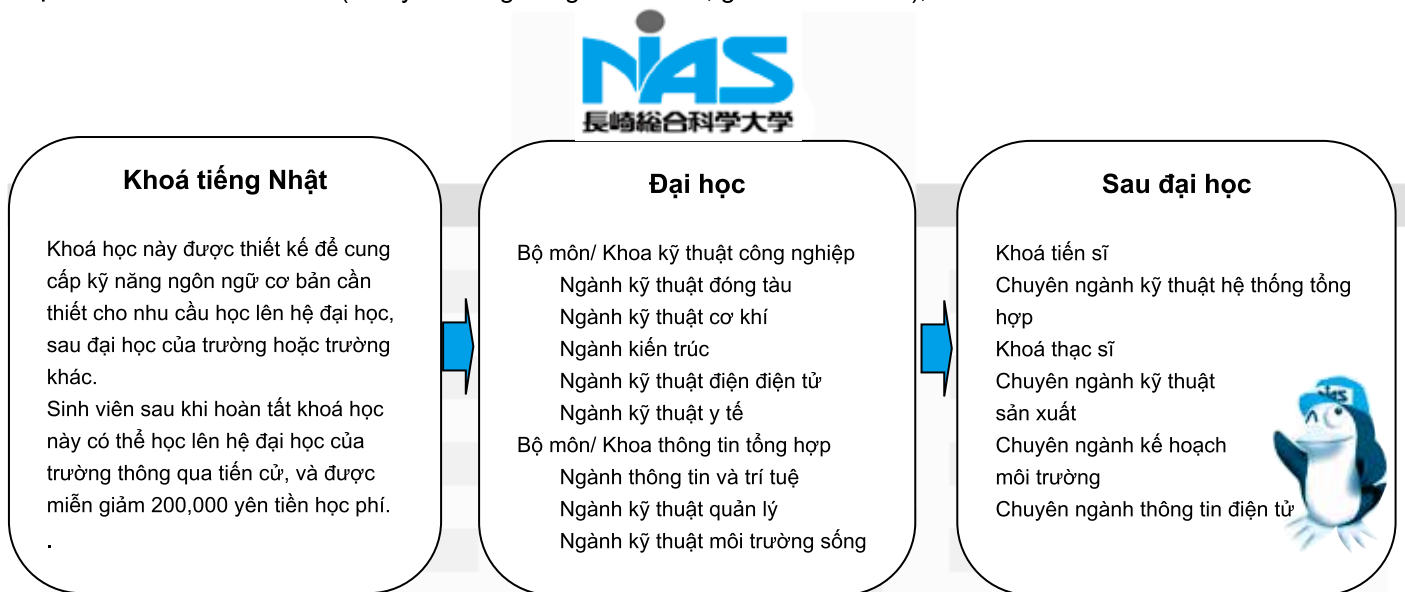 NiAS
長崎総合科学大学
Khoá tiếng Nhật
Khoá học này được thiết kế để cung
cấp kỹ năng ngôn ngữ cơ bản cần
thiết cho nhu cầu học lên hệ đại học,
sau đại học của trường hoặc trường
khác.
Sinh viên sau khi hoàn tất khoá học
này có thể học lên hệ đại học của
trường thông qua tiến cử, và được
miễn giảm 200,000 yên tiền học phí.
.
Đại học
Bộ môn/ Khoa kỹ thuật công nghiệp
Ngành kỹ thuật đóng tàu
Ngành kỹ thuật cơ khí
Ngành kiến trúc
Ngành kỹ thuật điện điện tử
Ngành kỹ thuật y tế
Bộ môn/ Khoa thông tin tổng hợp
Ngành thông tin và trí tuệ
Ngành kỹ thuật quản lý
Ngành kỹ thuật môi trường sống
Sau đại học
Khoá tiến sĩ
Chuyên ngành kỹ thuật hệ thống tổng
hợp
Khoá thạc sĩ
Chuyên ngành kỹ thuật
sản xuất
Chuyên ngành kế hoạch
môi trường
Chuyên ngành thông tin điện tử
NiAS